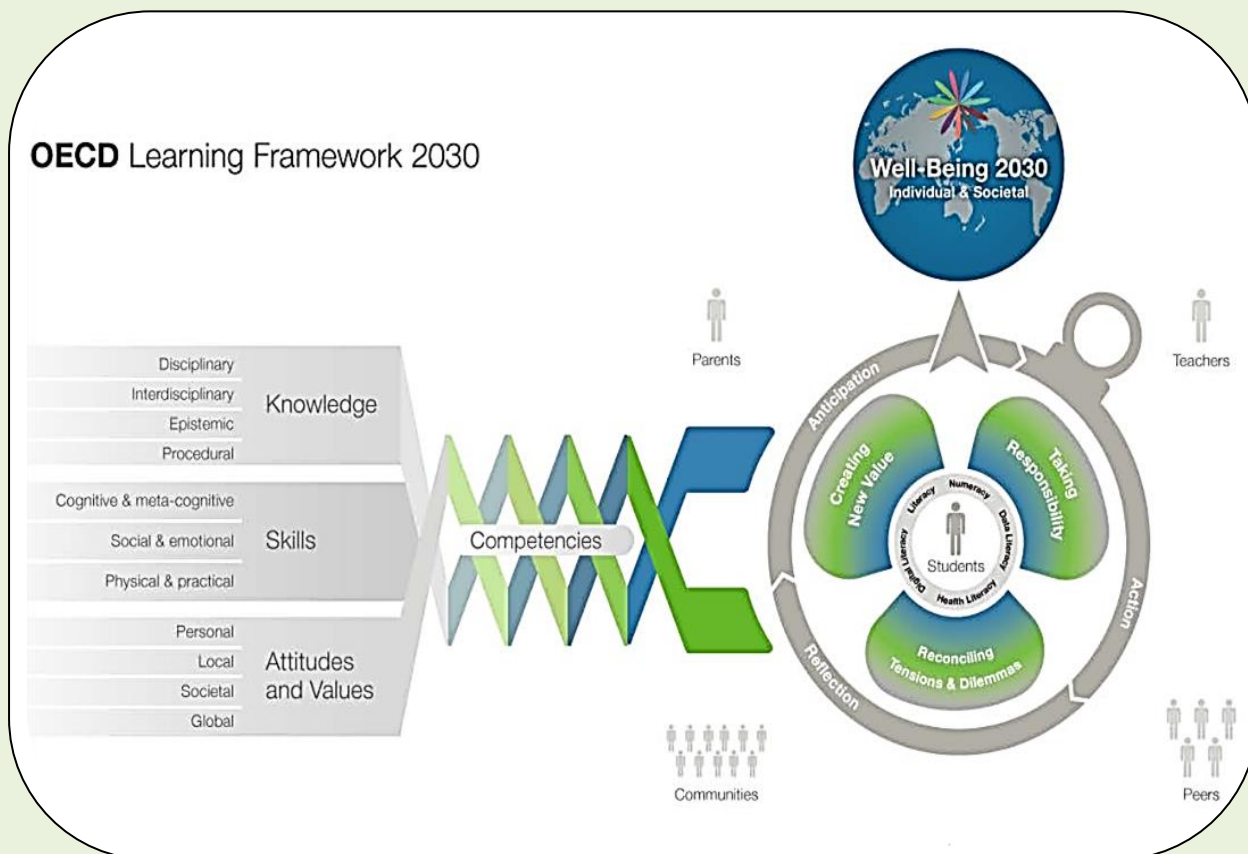 OECD Learning Framework 2030
Well-Being 2030
Individual & Societal
Parents
Teachers
Disciplinary
Interdisciplinary
Epistemic
Procedural
Knowledge
Cognitive & meta-cognitive
Social & emotional
Physical & practical
Skills
Personal
Local
Societal
Global
Attitudes
and Values
Competencies
Anticipation
Action
Reflection
Creating
New Value
Taking
Responsibility
Reconciling
Tensions & Dilemmas
Literacy
Numeracy
Data Literacy
Health Literacy
Digital Literacy
Students
Communities
Peers